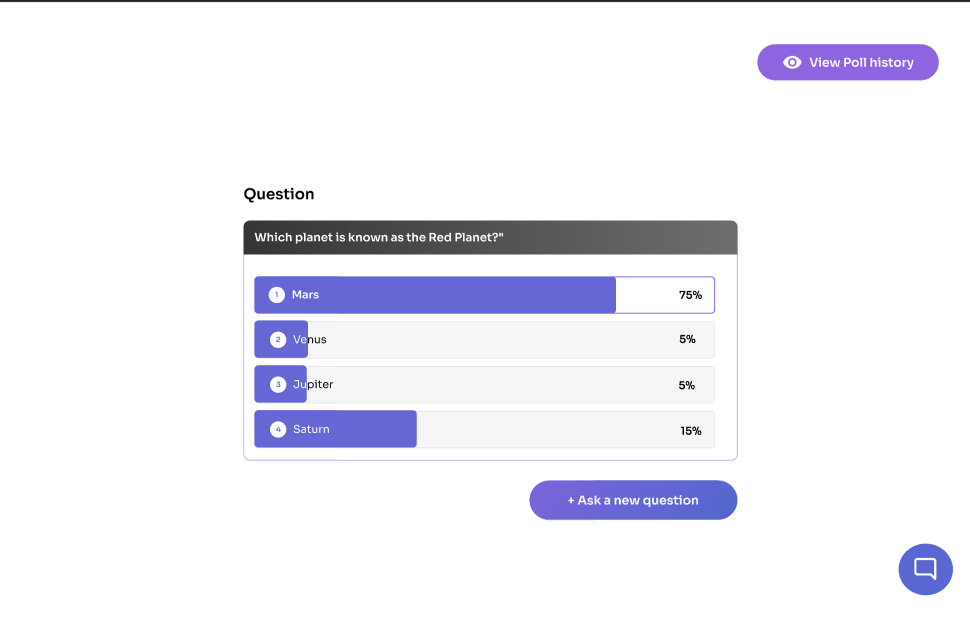 View Poll history
Question
Which planet is known as the Red Planet?"
1 Mars 75%
2 Venus 5%
3 Jupiter 5%
4 Saturn 15%
+ Ask a new question